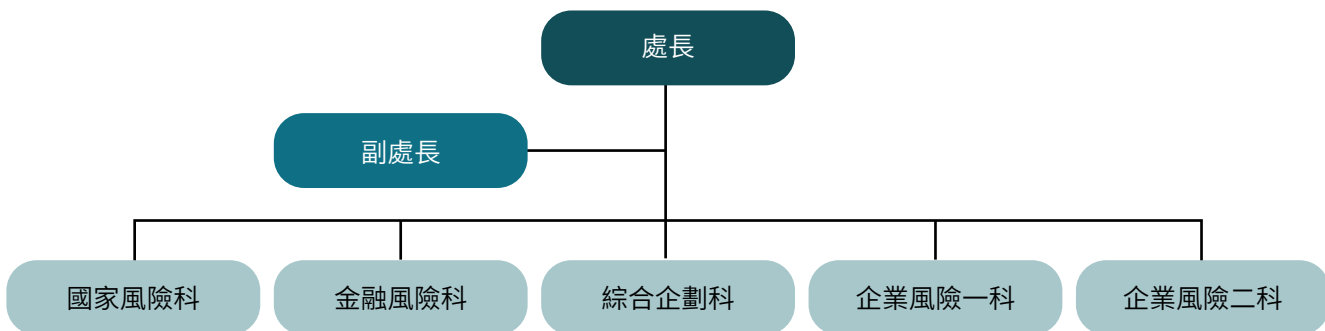 處長
副處長
國家風險科
金融風險科
綜合企劃科
企業風險一科
企業風險二科